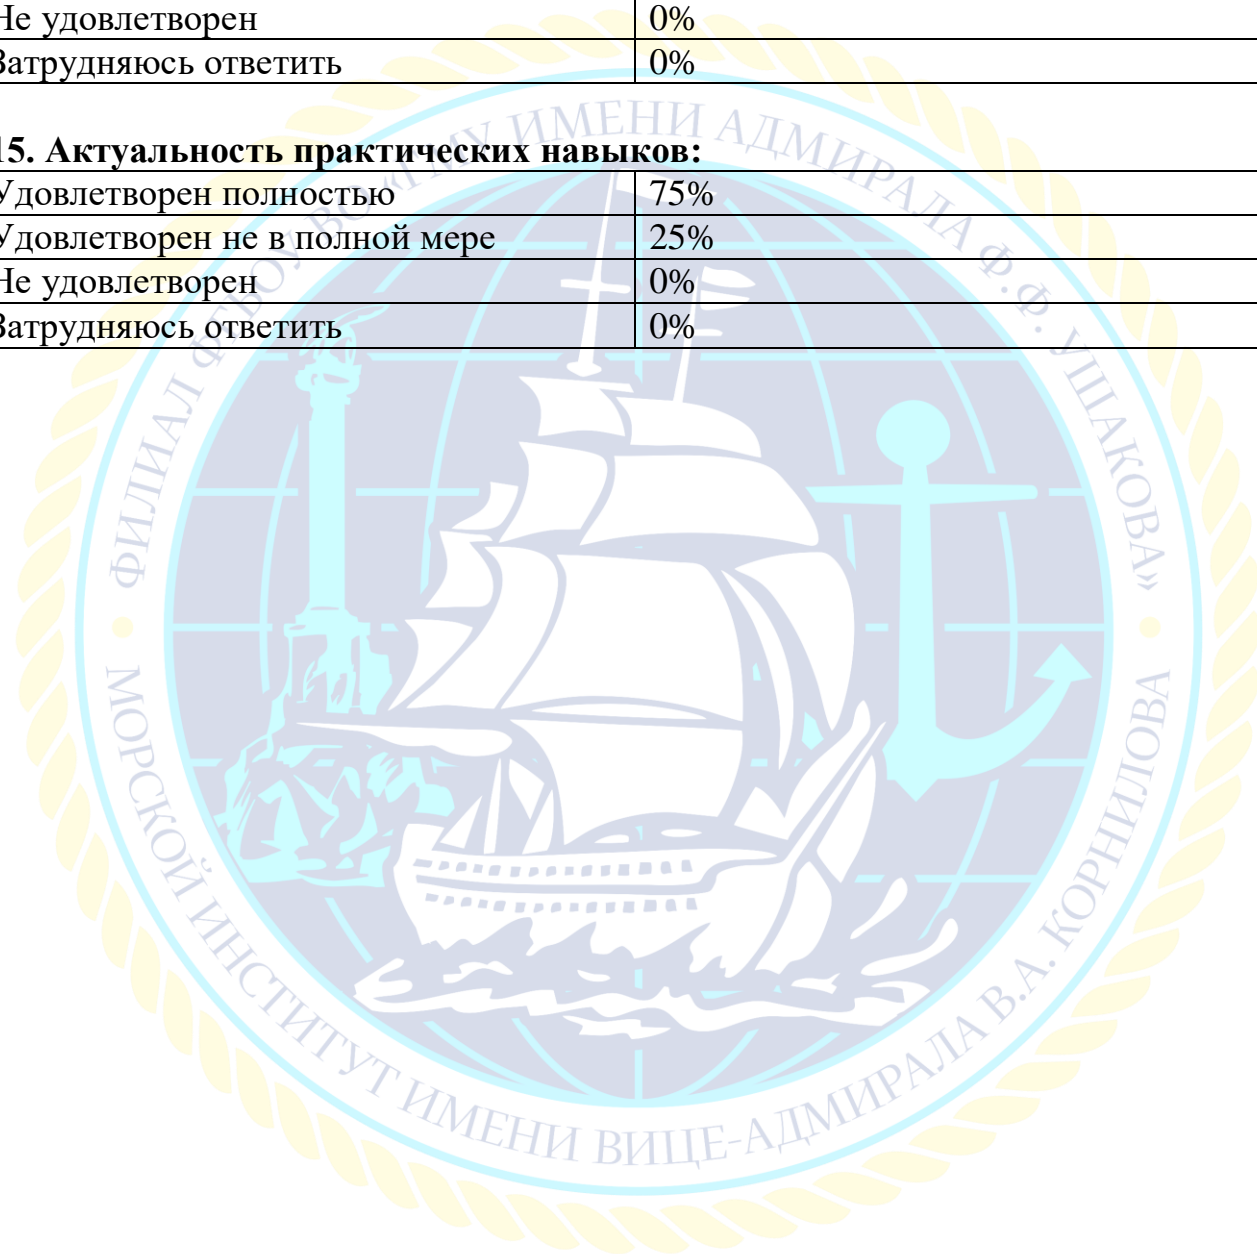 Не удовлетворен 0%
Затрудняюсь ответить 0%
15. Актуальность практических навыков:
Удовлетворен полностью 75%
Удовлетворен не в полной мере 25%
Не удовлетворен 0%
Затрудняюсь ответить 0%
ФИЛИАЛ ФГБОУ ВО «ГМУ ИМЕНИ АДМИРАЛА Ф.Ф. УШАКОВА»
МОРСКОЙ ИНСТИТУТ ИМЕНИ ВИЦЕ-АДМИРАЛА В.А. КОРНИЛОВА